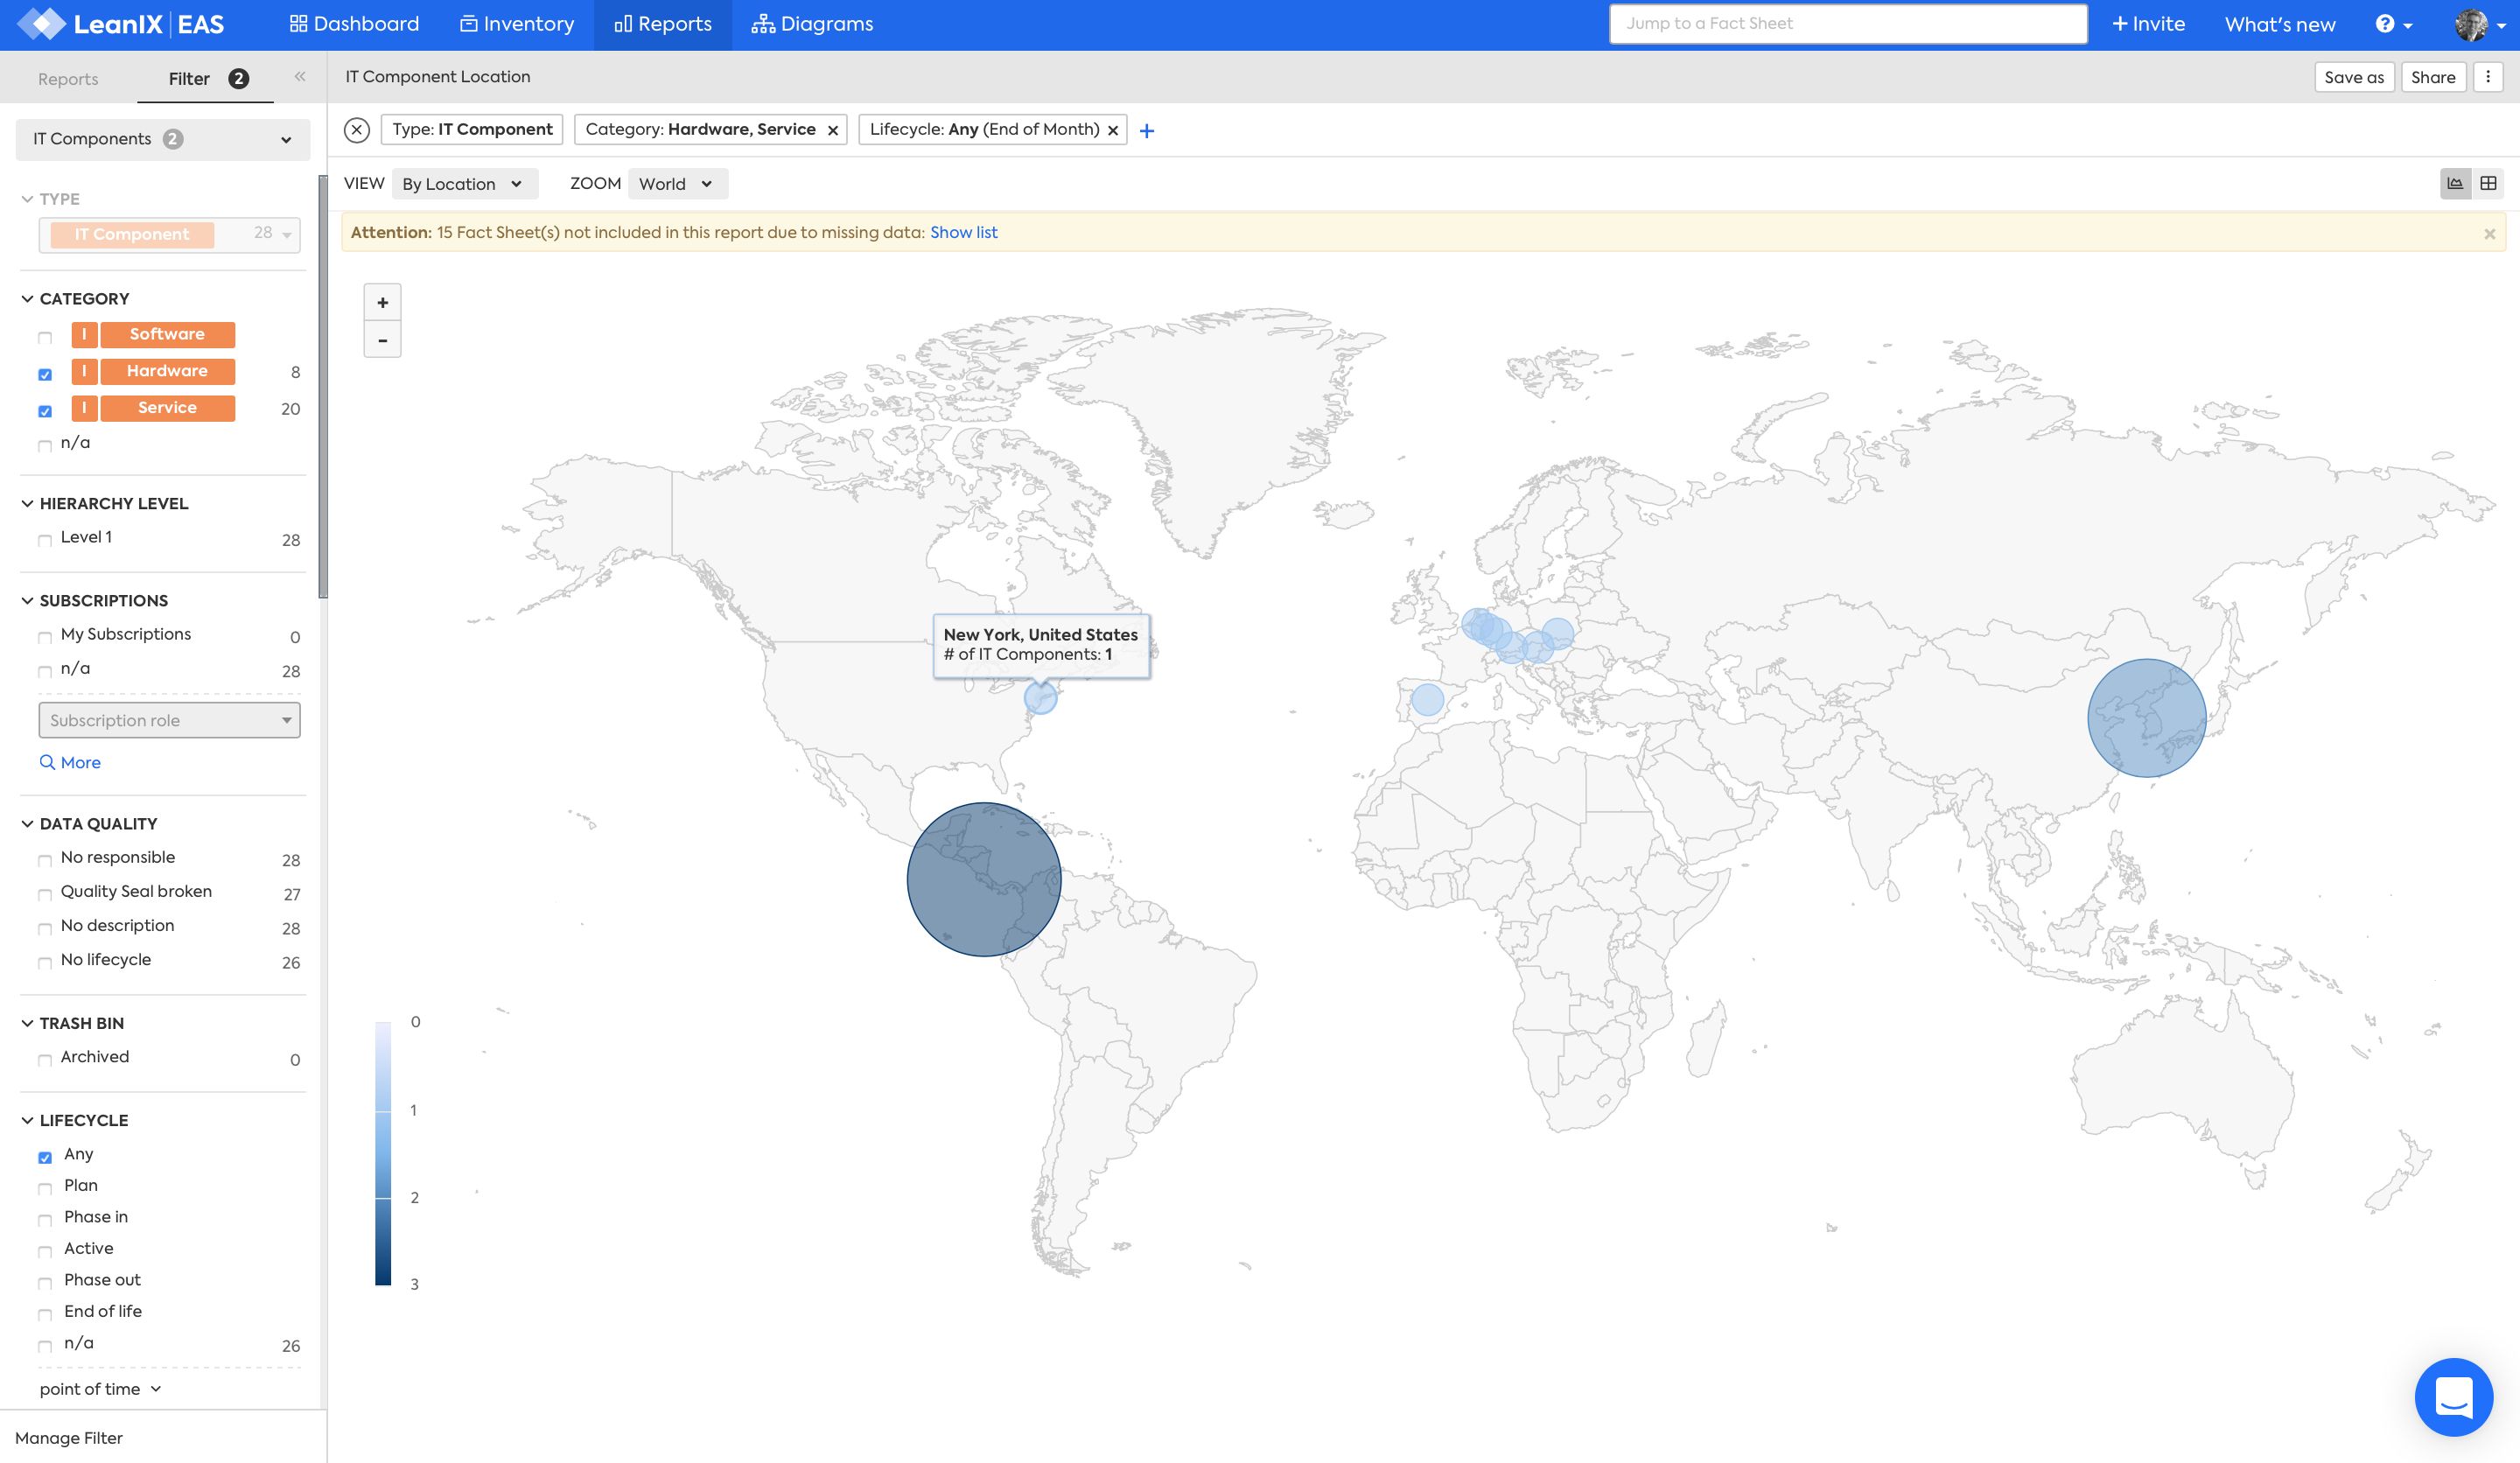 LeanIX | EAS
Dashboard
Inventory
Reports
Diagrams
Jump to a Fact Sheet
+ Invite
What's new
?
Reports
Filter 2
«
IT Component Location
Save as
Share
IT Components 2
Type: IT Component
Category: Hardware, Service ×
Lifecycle: Any (End of Month) ×
+
VIEW By Location
ZOOM World
Attention: 15 Fact Sheet(s) not included in this report due to missing data: Show list
×
TYPE
IT Component 28
CATEGORY
I Software
I Hardware 8
I Service 20
n/a
HIERARCHY LEVEL
Level 1 28
SUBSCRIPTIONS
My Subscriptions 0
n/a 28
Subscription role
More
DATA QUALITY
No responsible 28
Quality Seal broken 27
No description 28
No lifecycle 26
TRASH BIN
Archived 0
LIFECYCLE
Any
Plan
Phase in
Active
Phase out
End of life
n/a 26
point of time
Manage Filter
+
-
New York, United States
# of IT Components: 1
0
1
2
3